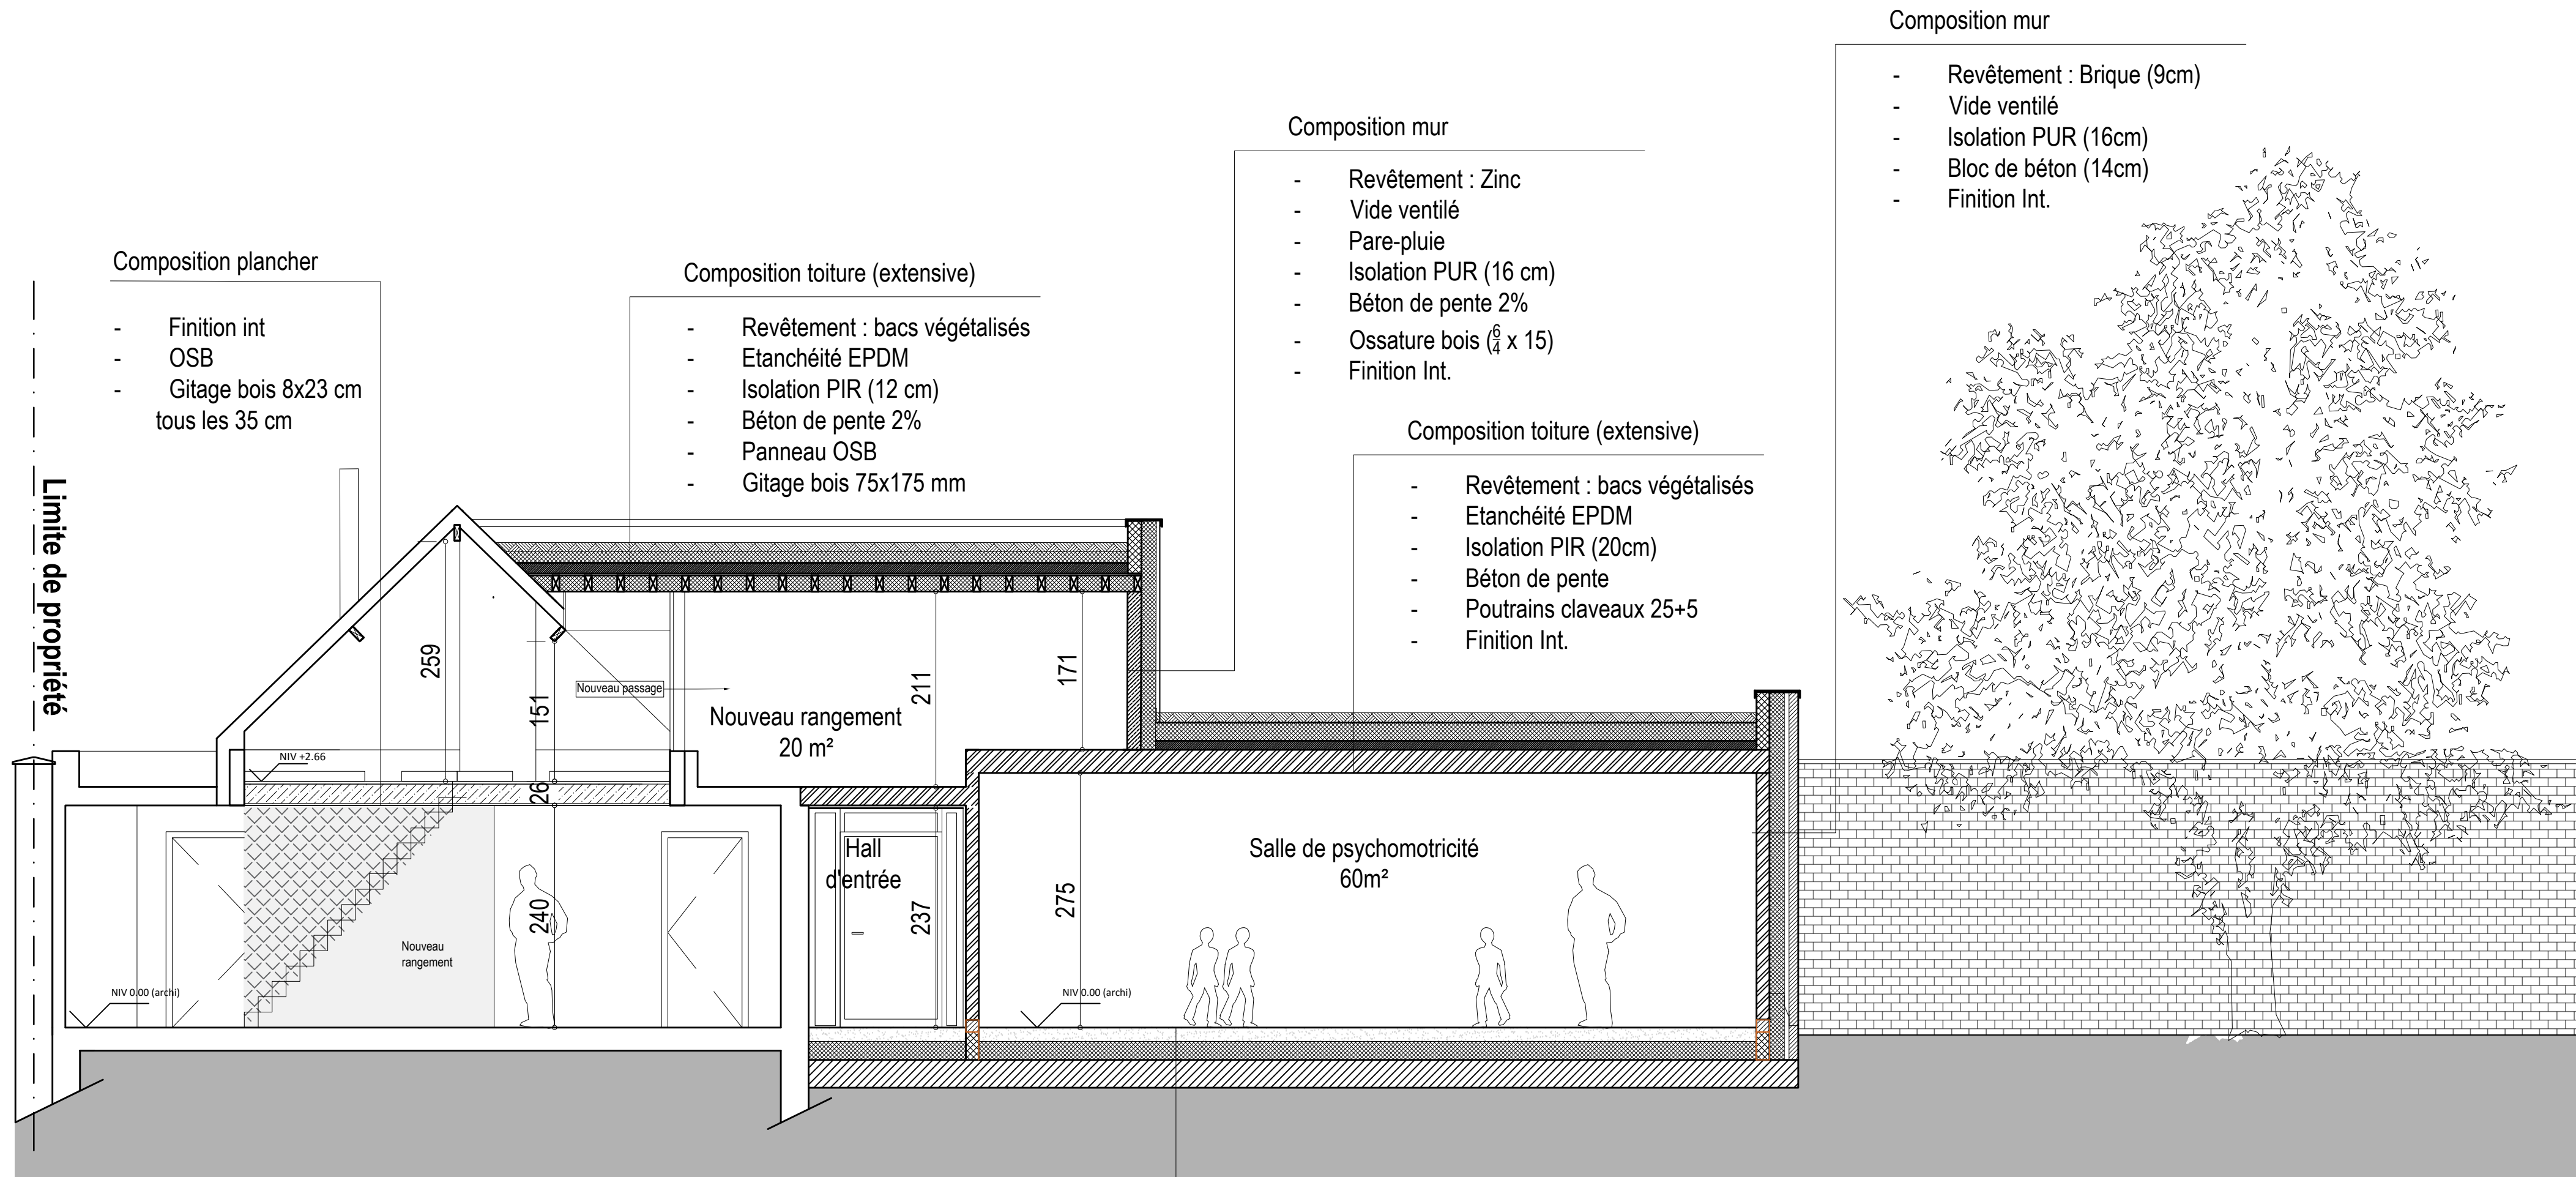 Composition mur
- Revêtement : Brique (9cm)
- Vide ventilé
- Isolation PUR (16cm)
- Bloc de béton (14cm)
- Finition Int.
Composition mur
- Revêtement : Zinc
- Vide ventilé
- Pare-pluie
- Isolation PUR (16 cm)
- Béton de pente 2%
- Ossature bois (6/4 x 15)
- Finition Int.
Composition plancher
- Finition int
- OSB
- Gitage bois 8x23 cm
tous les 35 cm
Composition toiture (extensive)
- Revêtement : bacs végétalisés
- Etanchéité EPDM
- Isolation PIR (12 cm)
- Béton de pente 2%
- Panneau OSB
- Gitage bois 75x175 mm
Composition toiture (extensive)
- Revêtement : bacs végétalisés
- Etanchéité EPDM
- Isolation PIR (20cm)
- Béton de pente
- Poutrains claveaux 25+5
- Finition Int.
Limite de propriété
259
151
26
240
Nouveau passage
211
171
Nouveau rangement
20 m²
NIV +2.66
Hall
d'entrée
237
275
Salle de psychomotricité
60m²
Nouveau
rangement
NIV 0.00 (archi)
NIV 0.00 (archi)